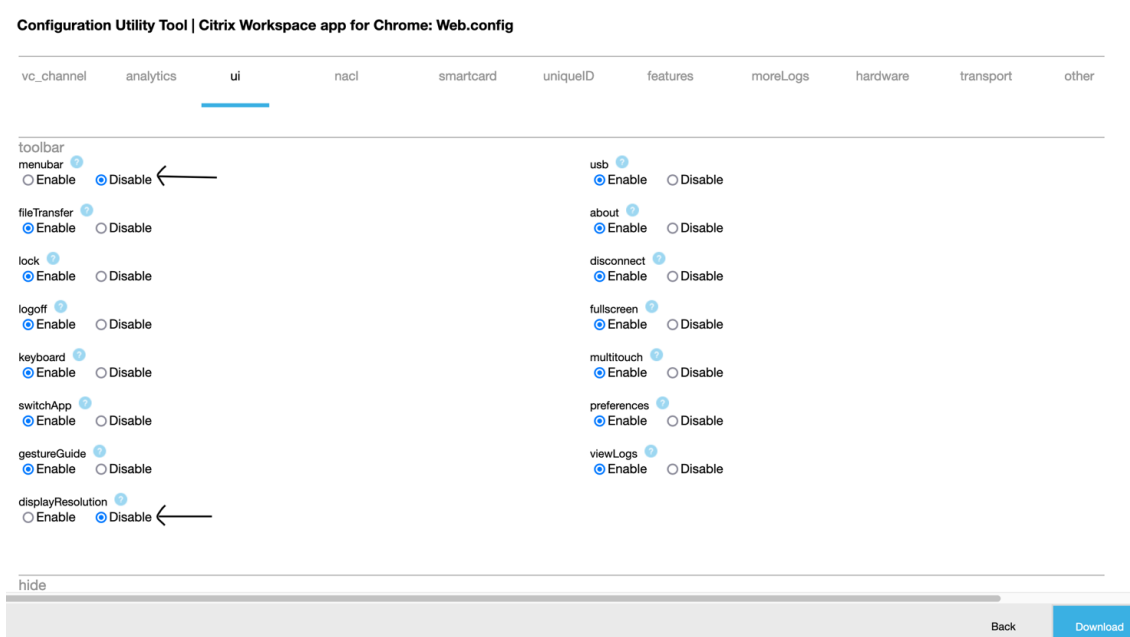 Configuration Utility Tool | Citrix Workspace app for Chrome: Web.config
vc_channel analytics ui nacl smartcard uniqueID features moreLogs hardware transport other
toolbar
menubar ?
Enable Disable
fileTransfer ?
Enable Disable
lock ?
Enable Disable
logoff ?
Enable Disable
keyboard ?
Enable Disable
switchApp ?
Enable Disable
gestureGuide ?
Enable Disable
displayResolution ?
Enable Disable
usb ?
Enable Disable
about ?
Enable Disable
disconnect ?
Enable Disable
fullscreen ?
Enable Disable
multitouch ?
Enable Disable
preferences ?
Enable Disable
viewLogs ?
Enable Disable
hide
Back Download